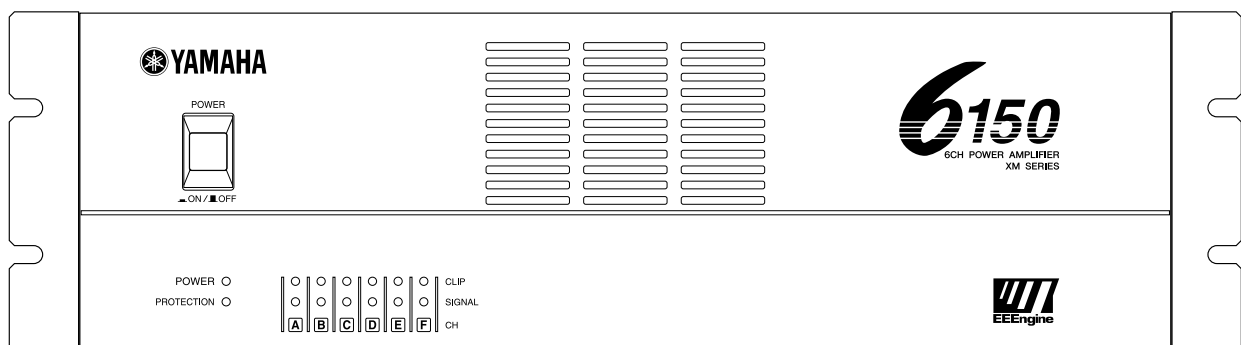 YAMAHA
POWER
ON / OFF
6150
6CH POWER AMPLIFIER
XM SERIES
POWER
PROTECTION
CLIP
SIGNAL
A B C D E F CH
EEEngine